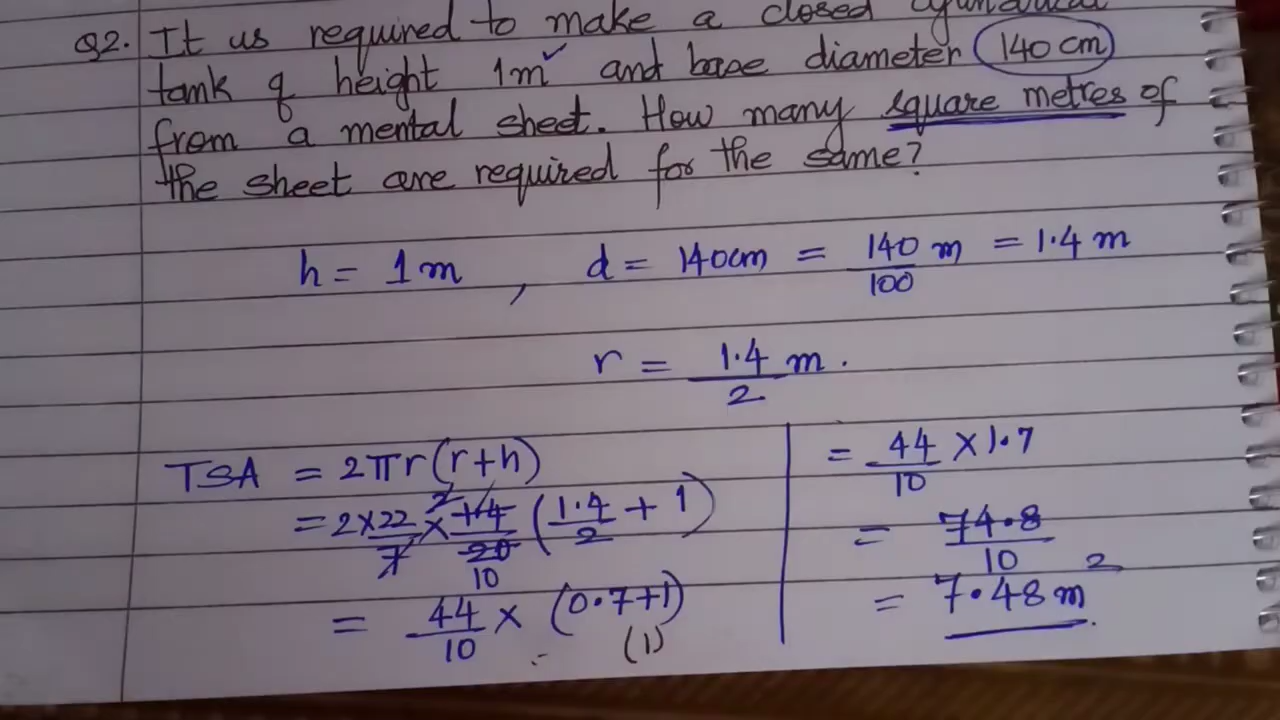 Q2. It us required to make a closed cylindrical
tank of height 1m ✓ and base diameter 140 cm
from a mental sheet. How many square metres of
the sheet are required for the same?
h = 1m , d = 140cm = 140/100 m = 1.4 m
r = 1.4/2 m.
TSA = 2πr(r+h)
= 2×22/7 × 14/20 (1.4/2 + 1)
2
10
= 44/10 × (0.7+1)
(1)
= 44/10 × 1.7
= 74.8/10
= 7.48 m²